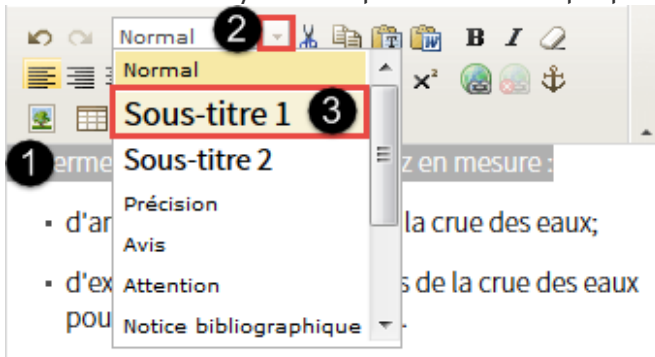 Normal 2 B I
Normal x²
Sous-titre 1 3
Sous-titre 2
1 z en mesure :
Précision
d'ar la crue des eaux;
Avis
d'ex Attention s de la crue des eaux
pou Notice bibliographique .